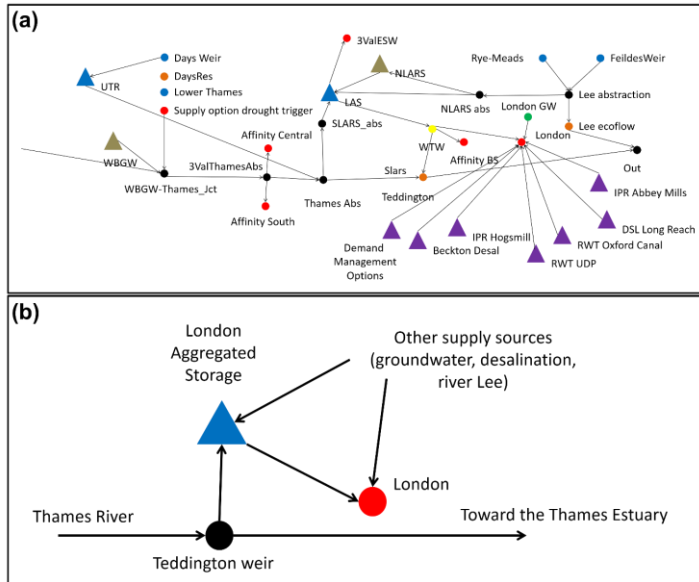 (a)
3ValESW
Days Weir
DaysRes
Lower Thames
Supply option drought trigger
UTR
NLARS
Rye-Meads
FeildesWeir
LAS
NLARS abs
Lee abstraction
London GW
Lee ecoflow
SLARS_abs
WTW
London
Affinity Central
Affinity BS
Out
WBGW
3ValThamesAbs
Slars
WBGW-Thames_Jct
Thames Abs
Teddington
IPR Abbey Mills
Affinity South
DSL Long Reach
IPR Hogsmill
RWT Oxford Canal
Demand
Management
Options
Beckton Desal
RWT UDP
(b)
London
Aggregated
Storage
Other supply sources
(groundwater, desalination,
river Lee)
London
Thames River
Toward the Thames Estuary
Teddington weir